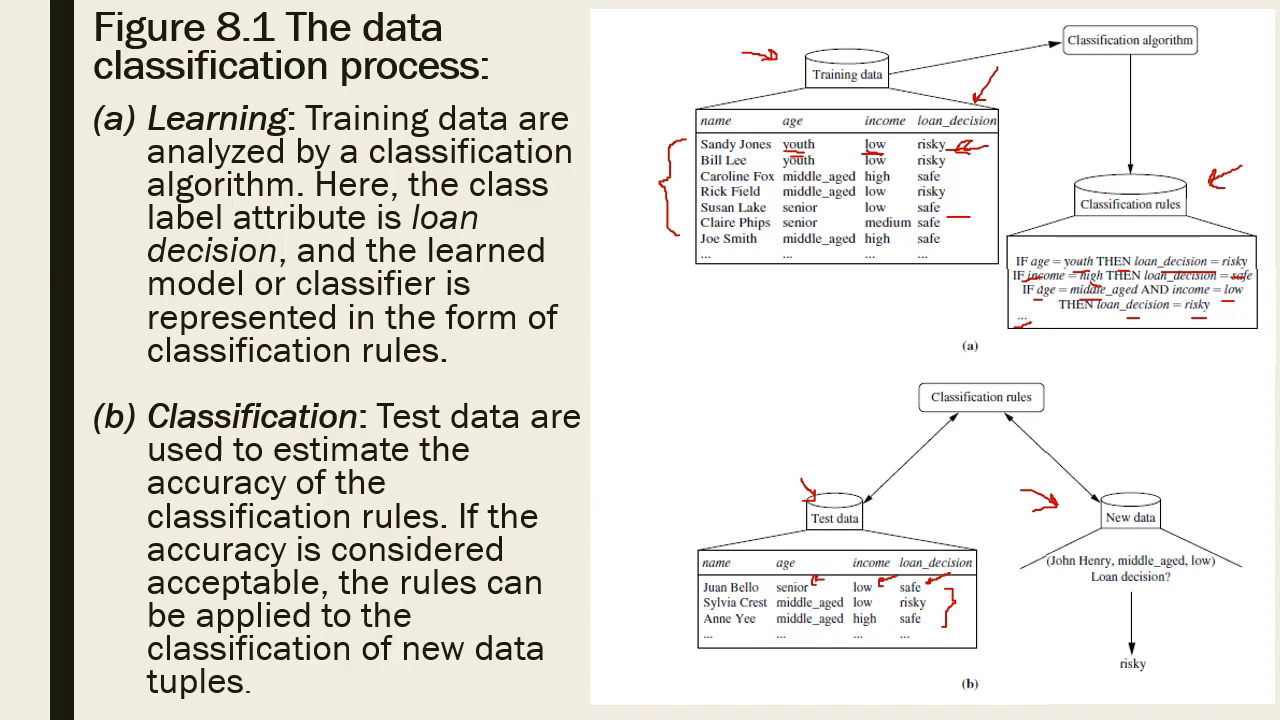 Figure 8.1 The data
classification process:
(a) Learning: Training data are
analyzed by a classification
algorithm. Here, the class
label attribute is loan
decision, and the learned
model or classifier is
represented in the form of
classification rules.
(b) Classification: Test data are
used to estimate the
accuracy of the
classification rules. If the
accuracy is considered
acceptable, the rules can
be applied to the
classification of new data
tuples.
Classification algorithm
Training data
name age income loan_decision
Sandy Jones youth low risky
Bill Lee youth low risky
Caroline Fox middle_aged high safe
Rick Field middle_aged low risky
Susan Lake senior low safe
Claire Phips senior medium safe
Joe Smith middle_aged high safe
... ... ... ...
Classification rules
IF age = youth THEN loan_decision = risky
IF income = high THEN loan_decision = safe
IF age = middle_aged AND income = low
THEN loan_decision = risky
...
(a)
Classification rules
Test data
name age income loan_decision
Juan Bello senior low safe
Sylvia Crest middle_aged low risky
Anne Yee middle_aged high safe
... ... ... ...
New data
(John Henry, middle_aged, low)
Loan decision?
risky
(b)